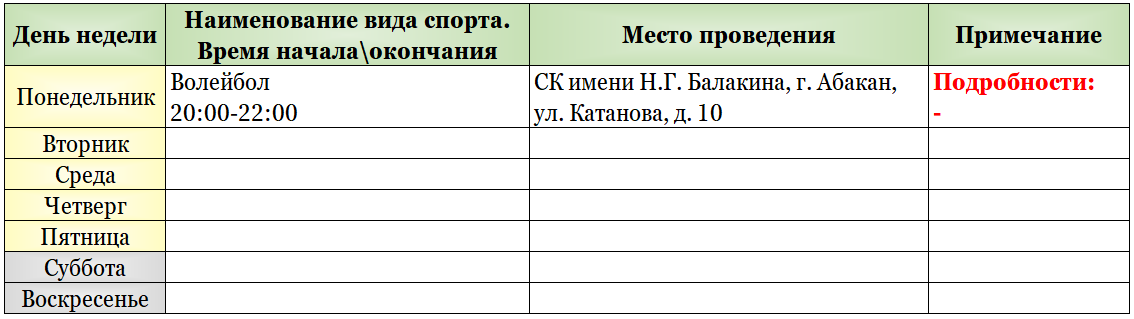 День недели
Наименование вида спорта.
Время начала\окончания
Место проведения
Примечание
Понедельник
Волейбол
20:00-22:00
СК имени Н.Г. Балакина, г. Абакан,
ул. Катанова, д. 10
Подробности:
-
Вторник
Среда
Четверг
Пятница
Суббота
Воскресенье